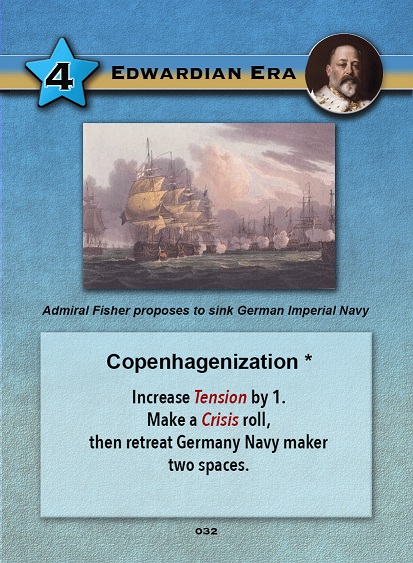 4
EDWARDIAN ERA
Admiral Fisher proposes to sink German Imperial Navy
Copenhagenization *
Increase Tension by 1.
Make a Crisis roll,
then retreat Germany Navy maker
two spaces.
032